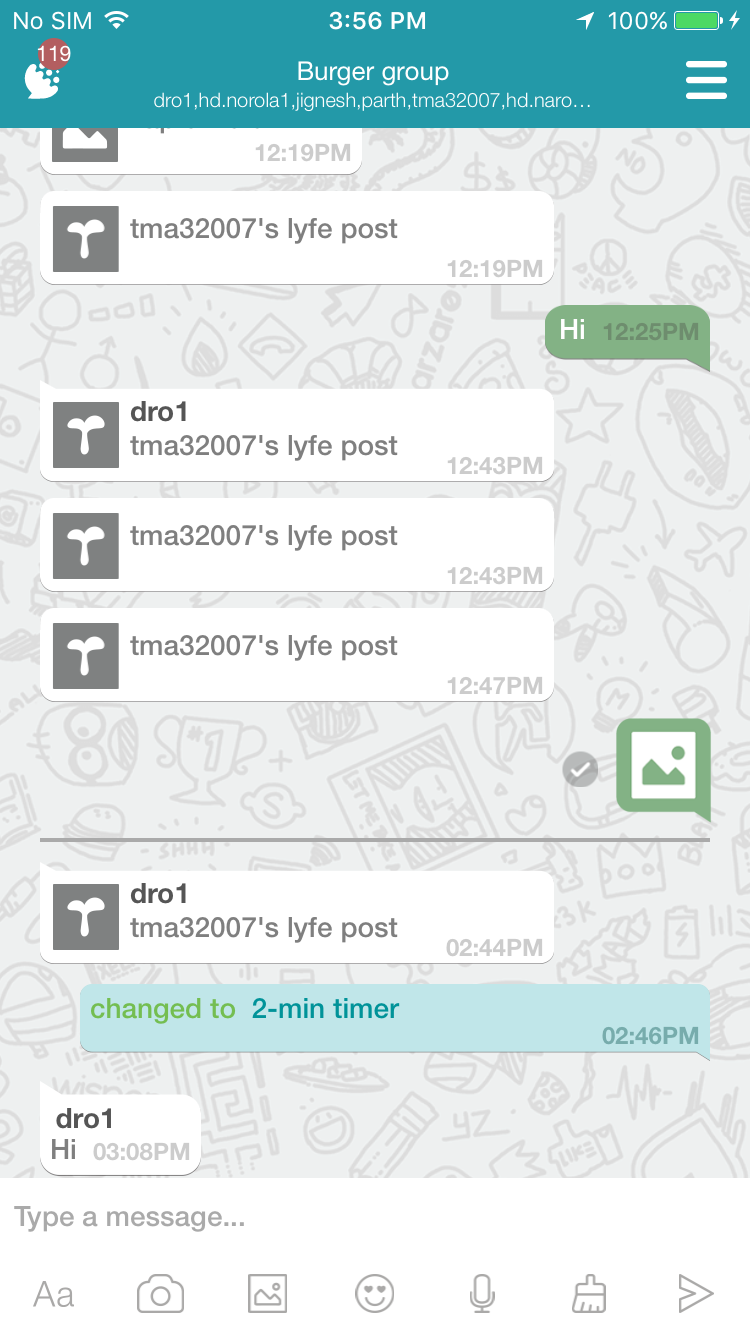 No SIM 3:56 PM 100%
119
Burger group
dro1,hd.norola1,jignesh,parth,tma32007,hd.naro...
12:19PM
tma32007's lyfe post
12:19PM
Hi 12:25PM
dro1
tma32007's lyfe post
12:43PM
tma32007's lyfe post
12:43PM
tma32007's lyfe post
12:47PM
dro1
tma32007's lyfe post
02:44PM
changed to 2-min timer
02:46PM
dro1
Hi 03:08PM
Type a message...
Aa